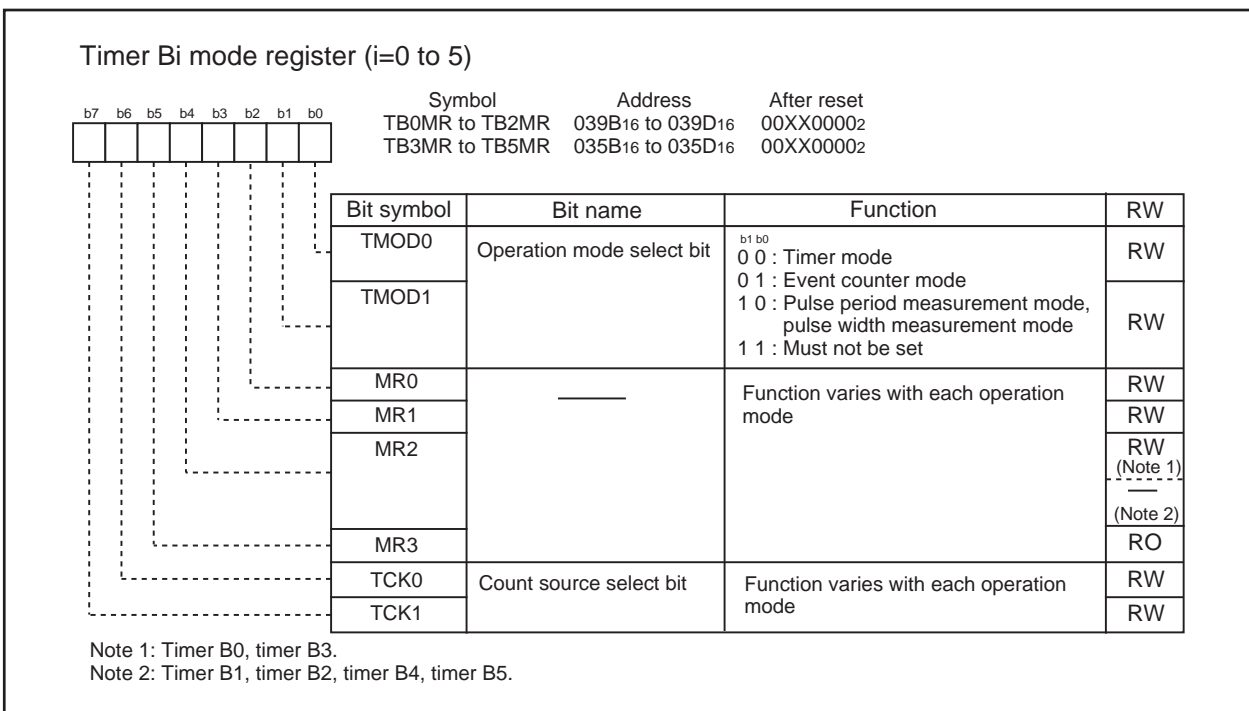 Timer Bi mode register (i=0 to 5)
Symbol Address After reset
b7 b6 b5 b4 b3 b2 b1 b0
TB0MR to TB2MR 039B16 to 039D16 00XX00002
TB3MR to TB5MR 035B16 to 035D16 00XX00002
Bit symbol Bit name Function RW
TMOD0 Operation mode select bit b1 b0 RW
0 0 : Timer mode
0 1 : Event counter mode
TMOD1 1 0 : Pulse period measurement mode, RW
pulse width measurement mode
1 1 : Must not be set
MR0 Function varies with each operation RW
MR1 mode RW
MR2 RW
(Note 1)
(Note 2)
MR3 RO
TCK0 Count source select bit Function varies with each operation RW
TCK1 mode RW
Note 1: Timer B0, timer B3.
Note 2: Timer B1, timer B2, timer B4, timer B5.